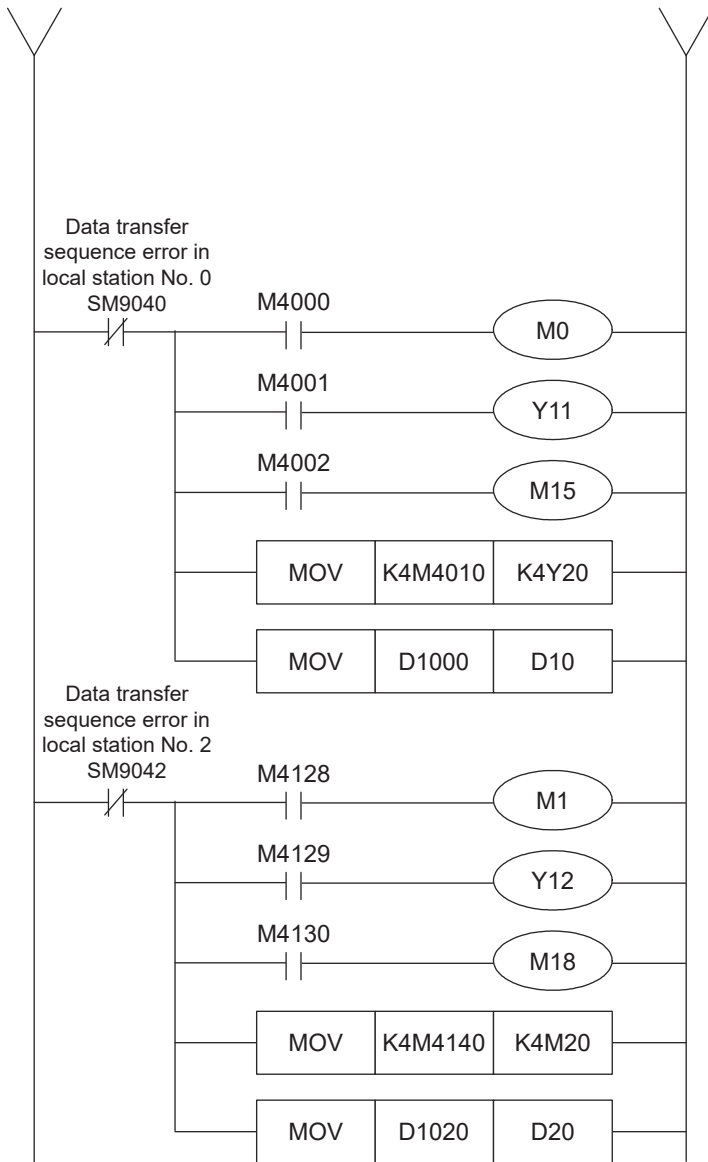 Data transfer
sequence error in
local station No. 0
SM9040
M4000
M0
M4001
Y11
M4002
M15
MOV K4M4010 K4Y20
MOV D1000 D10
Data transfer
sequence error in
local station No. 2
SM9042
M4128
M1
M4129
Y12
M4130
M18
MOV K4M4140 K4M20
MOV D1020 D20